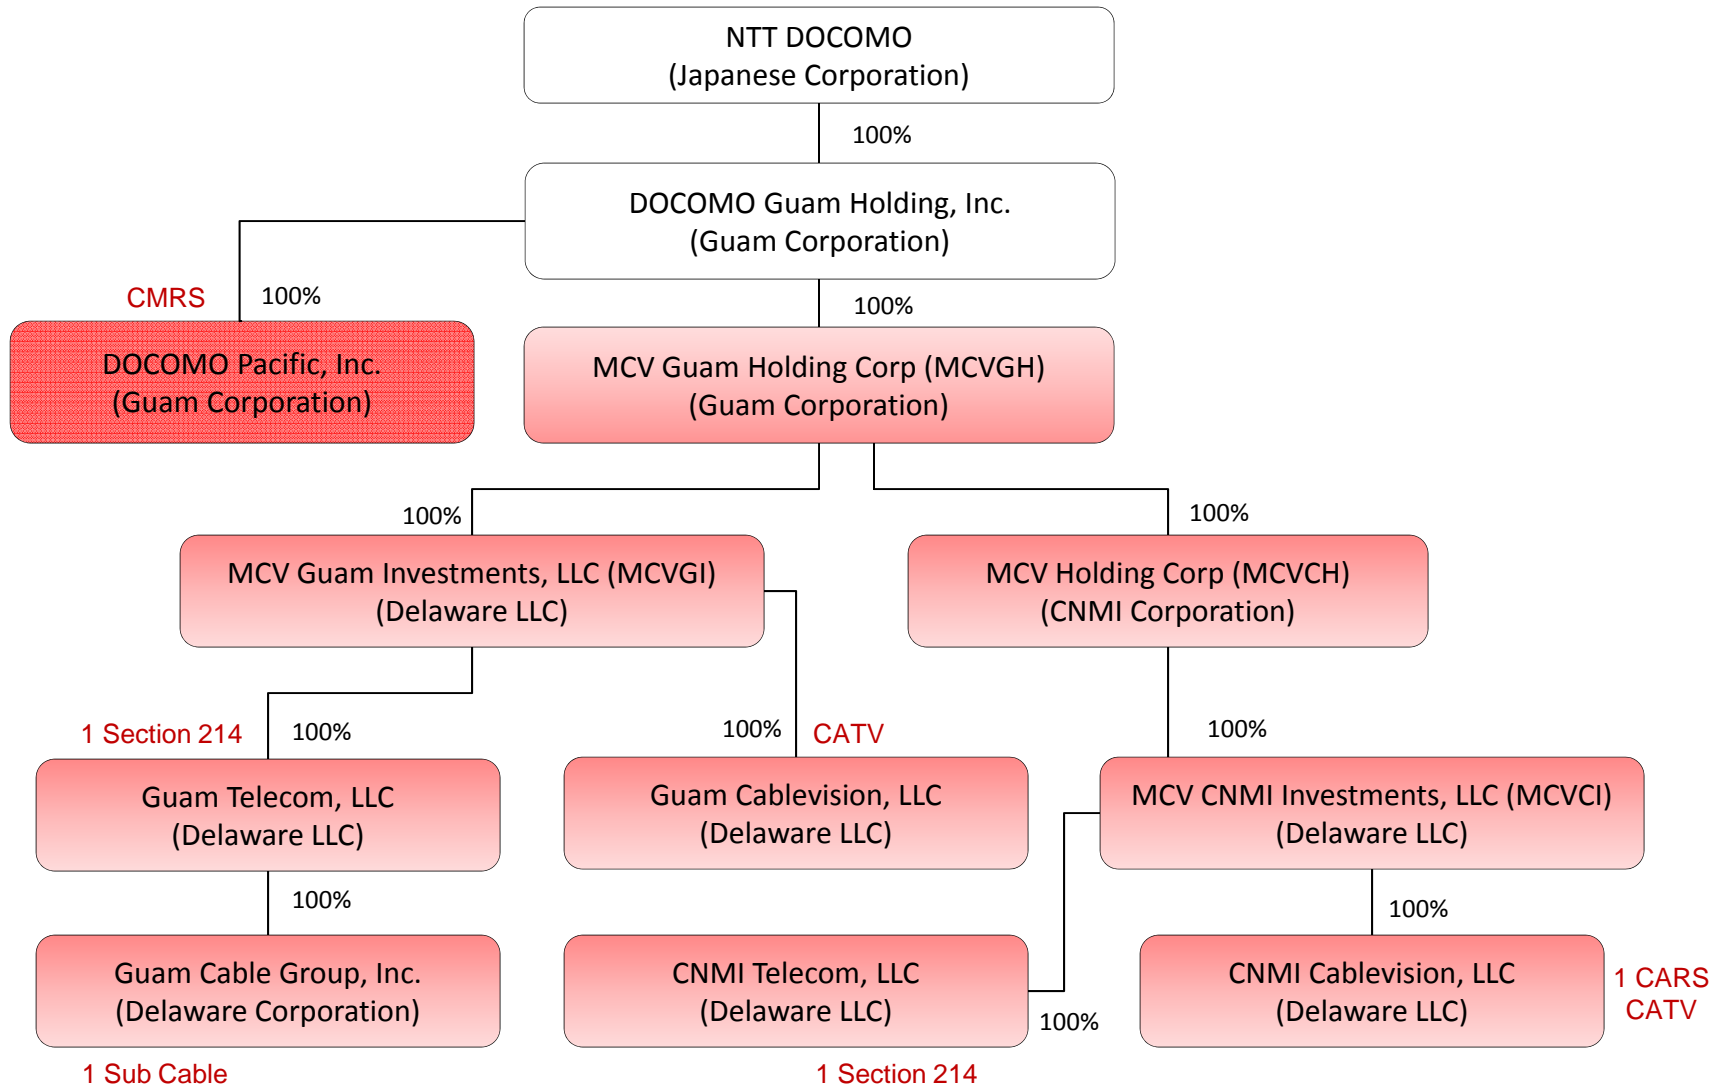 NTT DOCOMO
(Japanese Corporation)
100%
DOCOMO Guam Holding, Inc.
(Guam Corporation)
CMRS
100%
100%
DOCOMO Pacific, Inc.
(Guam Corporation)
MCV Guam Holding Corp (MCVGH)
(Guam Corporation)
100%
100%
MCV Guam Investments, LLC (MCVGI)
(Delaware LLC)
MCV Holding Corp (MCVCH)
(CNMI Corporation)
1 Section 214
100%
100%
CATV
100%
Guam Telecom, LLC
(Delaware LLC)
Guam Cablevision, LLC
(Delaware LLC)
MCV CNMI Investments, LLC (MCVCI)
(Delaware LLC)
100%
100%
Guam Cable Group, Inc.
(Delaware Corporation)
1 Sub Cable
CNMI Telecom, LLC
(Delaware LLC)
100%
1 Section 214
CNMI Cablevision, LLC
(Delaware LLC)
1 CARS
CATV